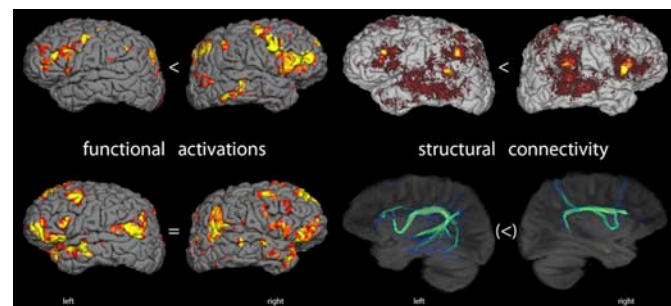 < <
functional activations structural connectivity
= (<)
left right left right